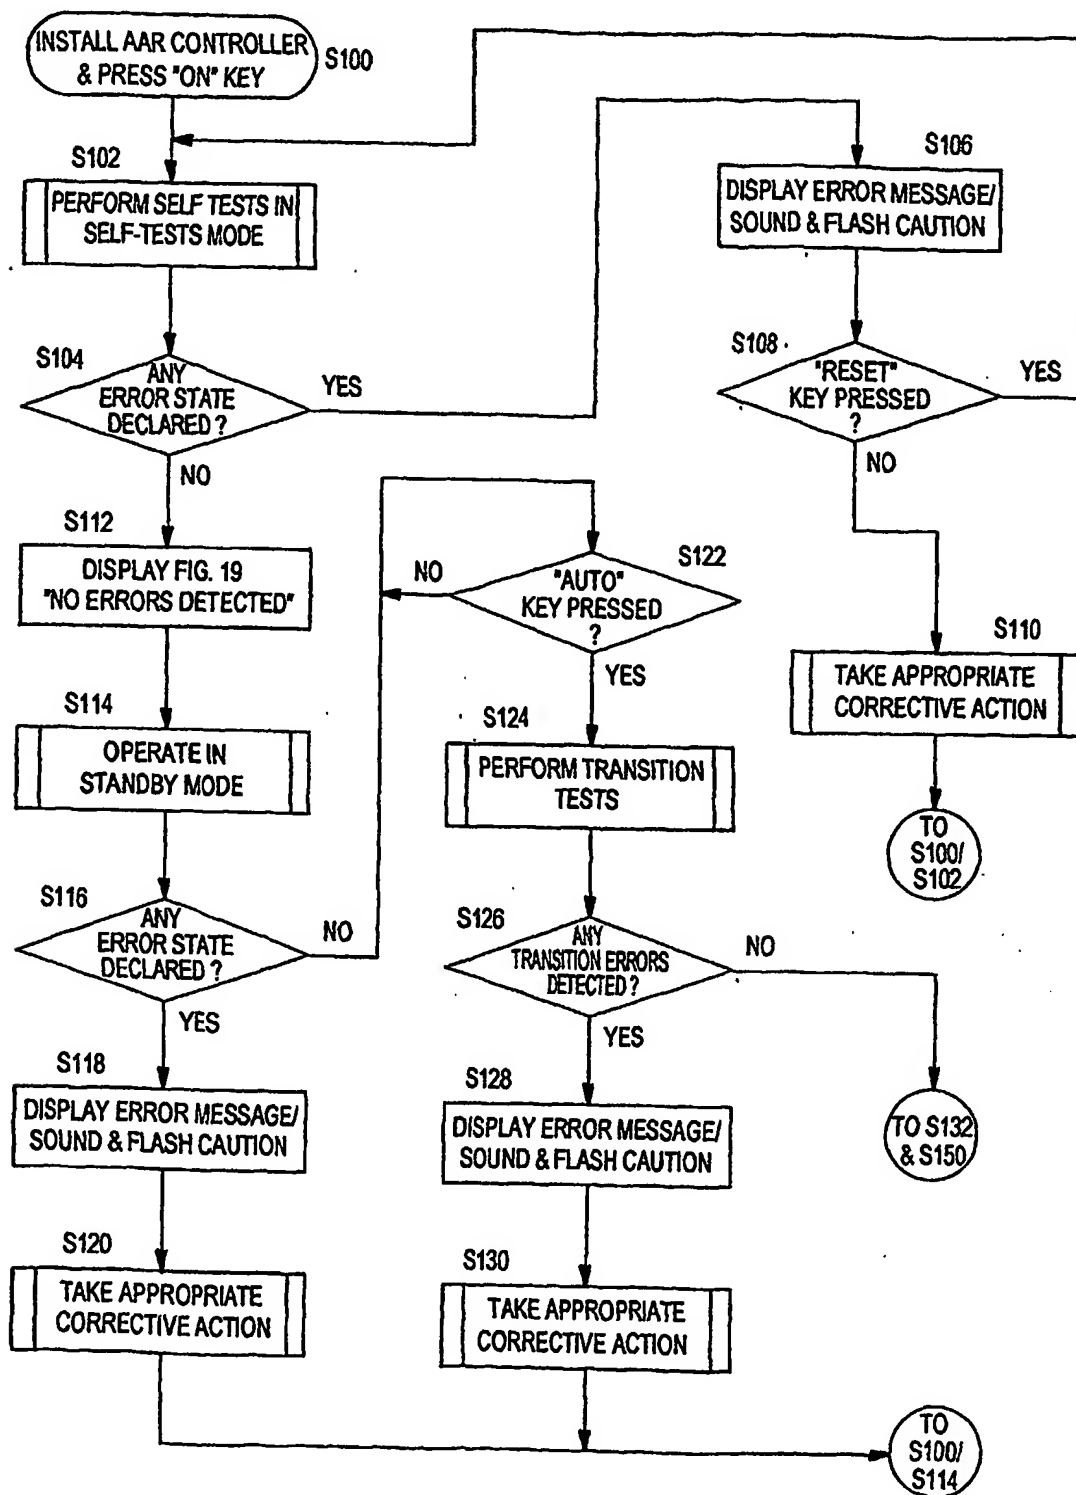 INSTALL AAR CONTROLLER
& PRESS "ON" KEY
S100
S102
PERFORM SELF TESTS IN
SELF-TESTS MODE
S104
ANY
ERROR STATE
DECLARED ?
YES
NO
S106
DISPLAY ERROR MESSAGE/
SOUND & FLASH CAUTION
S108
"RESET"
KEY PRESSED
?
YES
NO
S110
TAKE APPROPRIATE
CORRECTIVE ACTION
TO
S100/
S102
S112
DISPLAY FIG. 19
"NO ERRORS DETECTED"
S114
OPERATE IN
STANDBY MODE
S116
ANY
ERROR STATE
DECLARED ?
NO
YES
S118
DISPLAY ERROR MESSAGE/
SOUND & FLASH CAUTION
S120
TAKE APPROPRIATE
CORRECTIVE ACTION
S122
"AUTO"
KEY PRESSED
?
NO
YES
S124
PERFORM TRANSITION
TESTS
S126
ANY
TRANSITION ERRORS
DETECTED ?
NO
YES
TO S132
& S150
S128
DISPLAY ERROR MESSAGE/
SOUND & FLASH CAUTION
S130
TAKE APPROPRIATE
CORRECTIVE ACTION
TO
S100/
S114